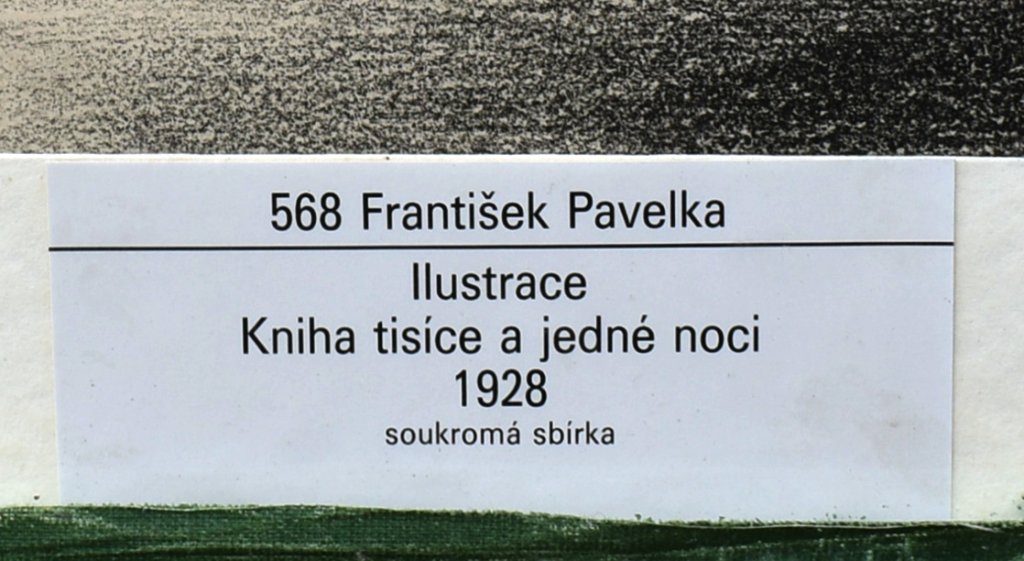 568 František Pavelka
Ilustrace
Kniha tisíce a jedné noci
1928
soukromá sbírka